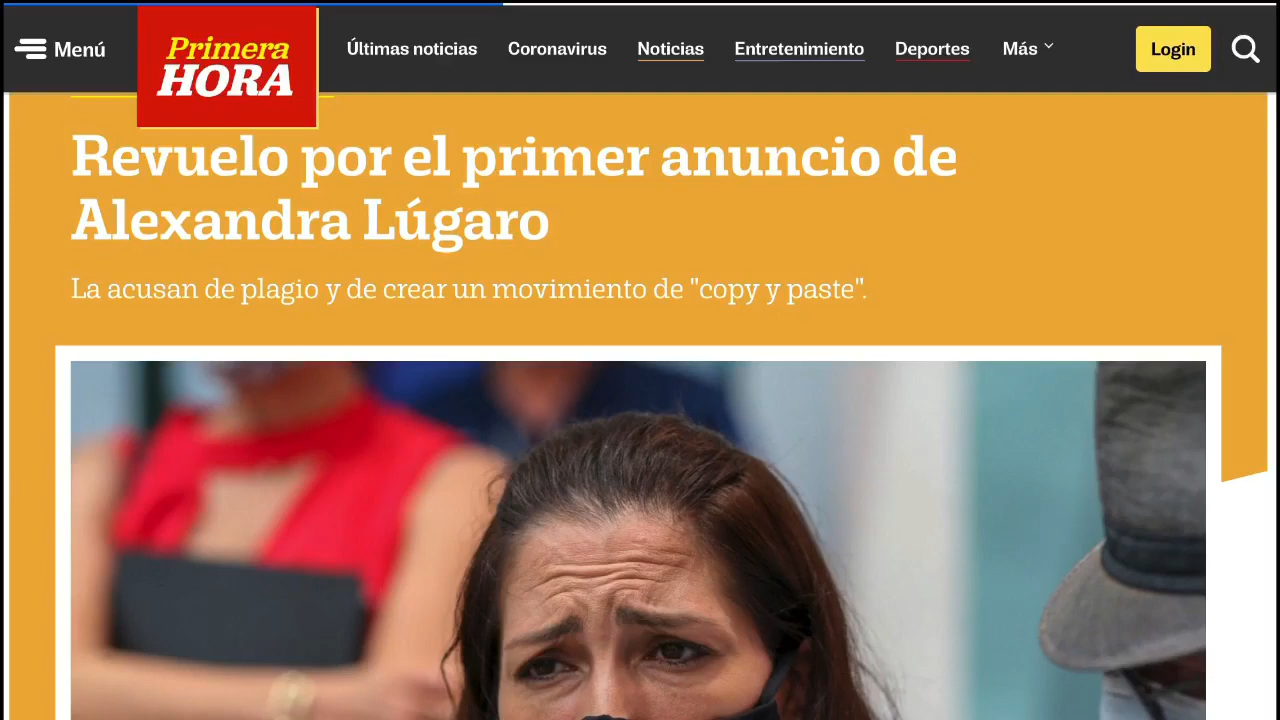 Menú
Primera
HORA
Últimas noticias
Coronavirus
Noticias
Entretenimiento
Deportes
Más
Login
Revuelo por el primer anuncio de
Alexandra Lúgaro
La acusan de plagio y de crear un movimiento de "copy y paste".